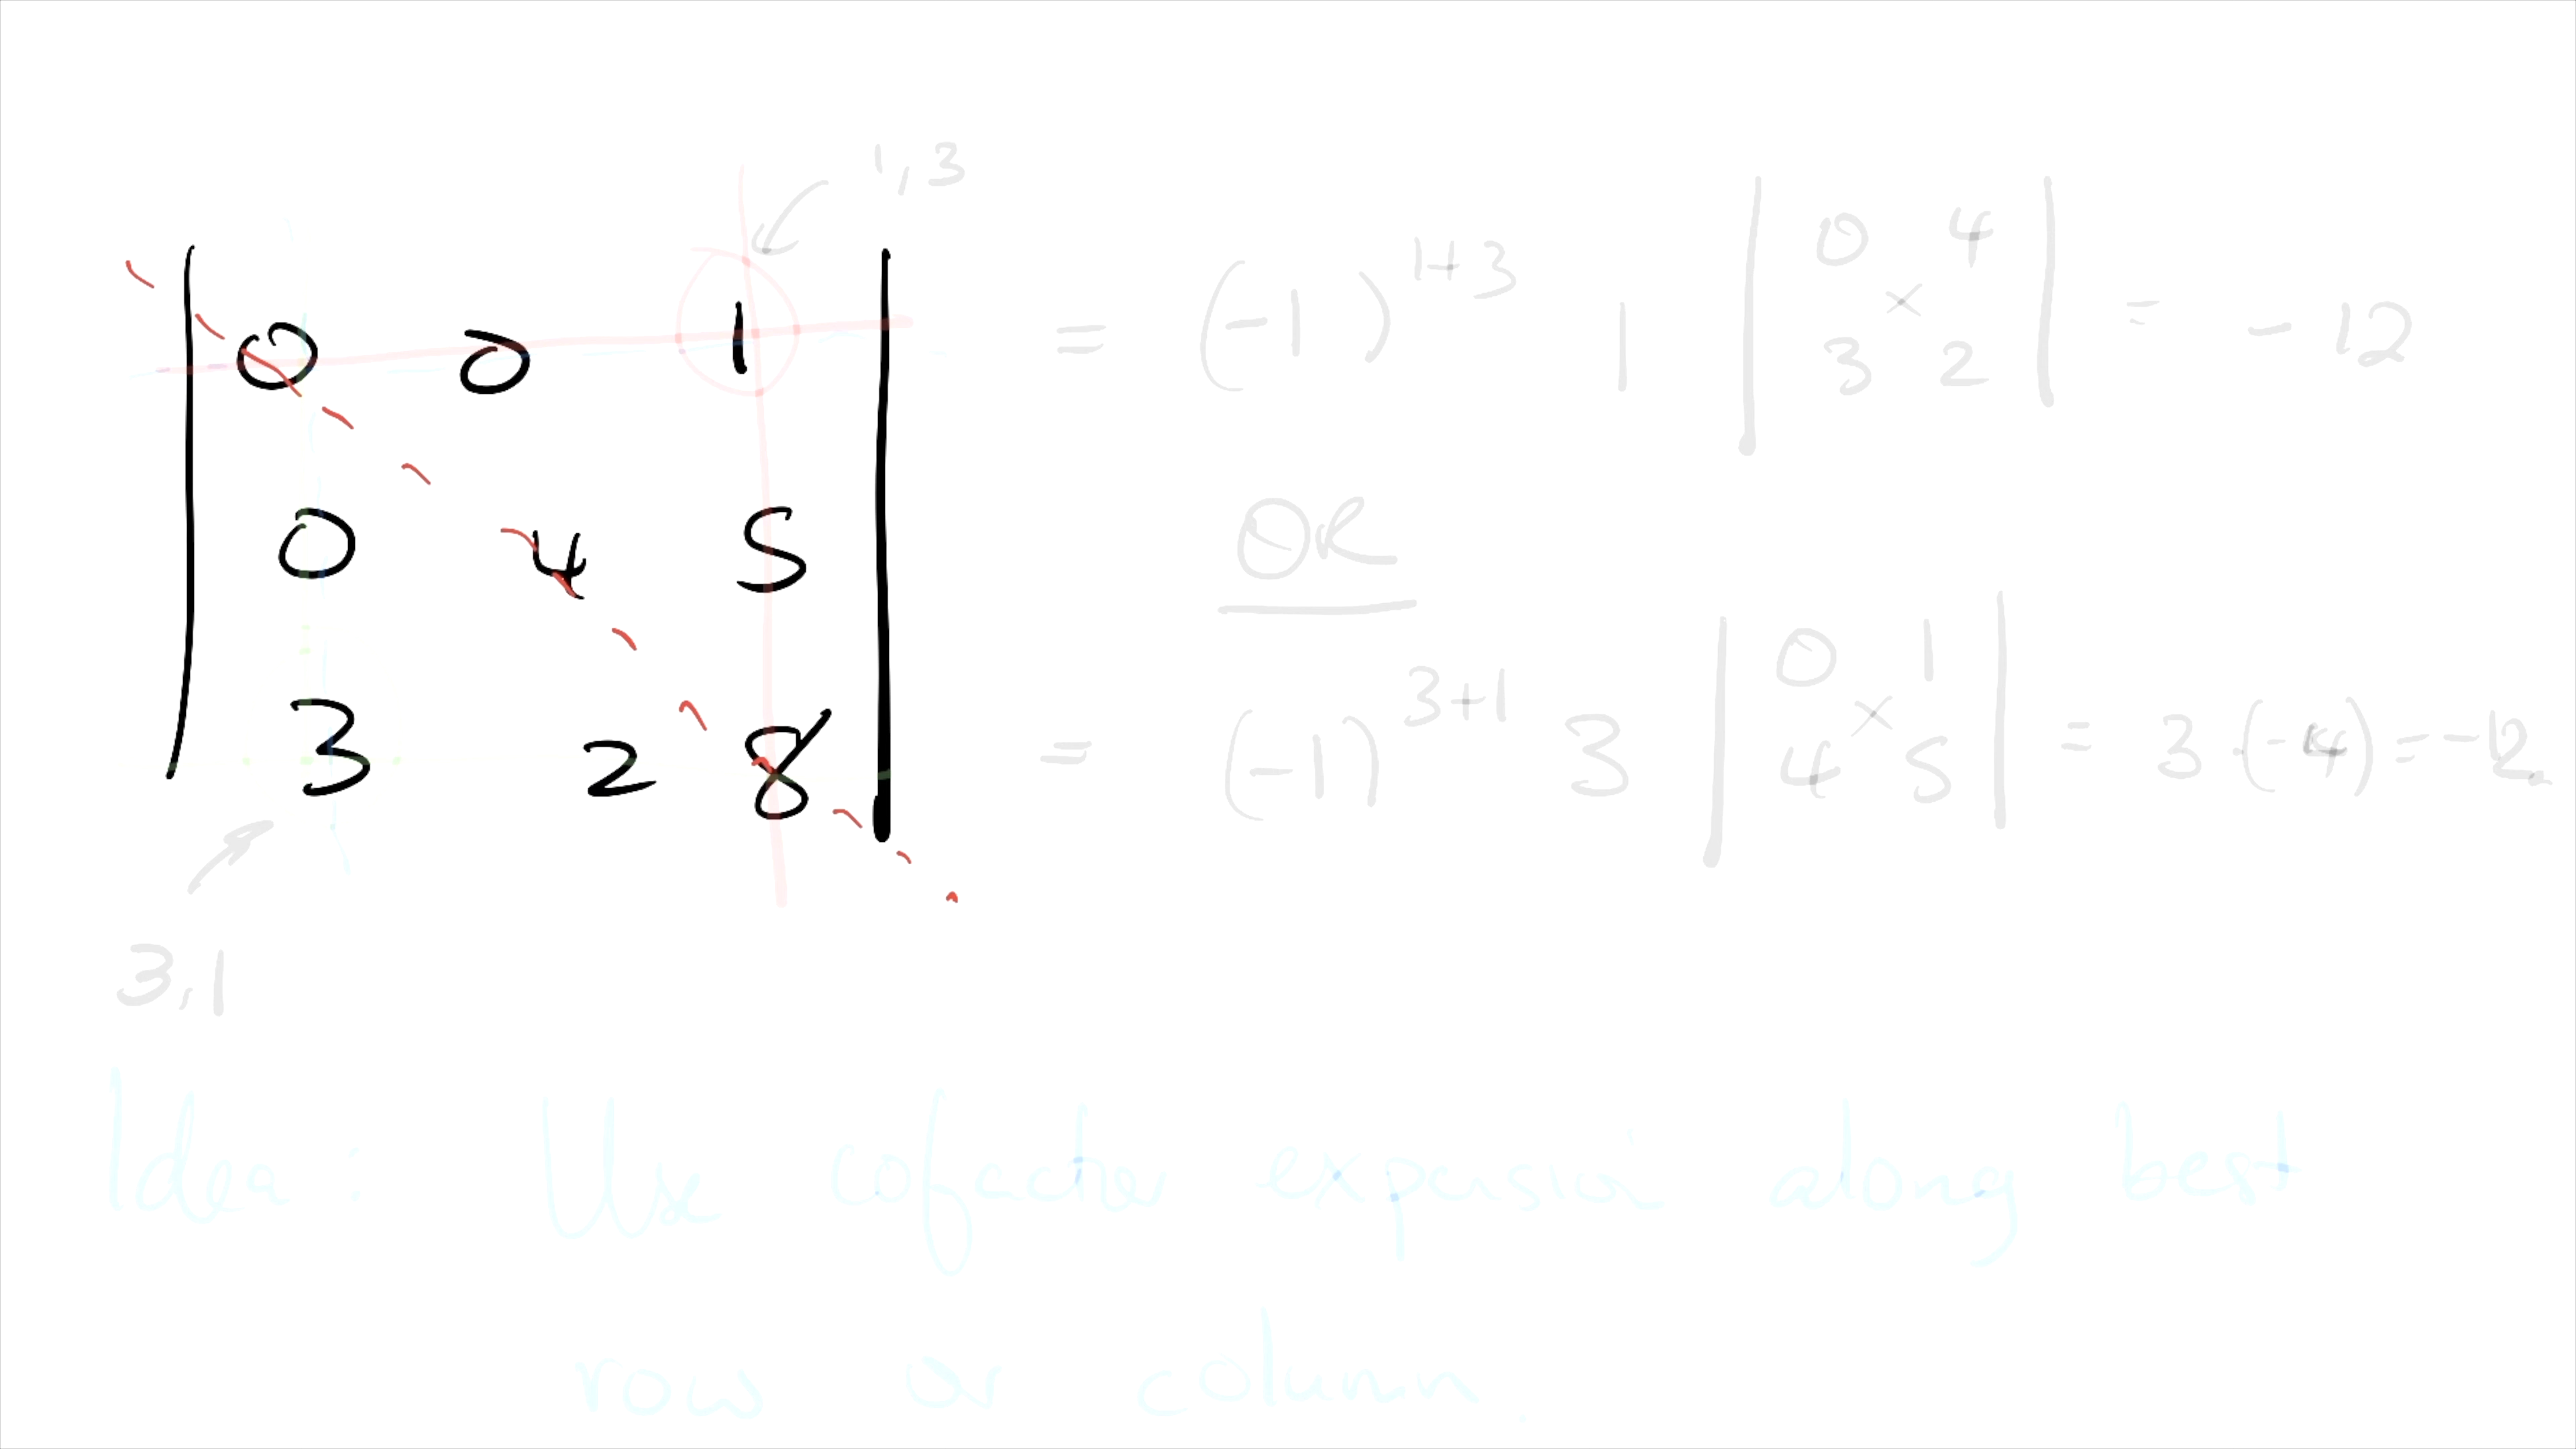 1,3
| 0 0 1 | = (-1)^{1+3} 1 | 0 4 | = -12
| 0 4 5 | | 3 × 2 |
OR
| 3 2 8 | = (-1)^{3+1} 3 | 0 1 | = 3 (-4) = -12.
| 4 × 5 |
3,1
Idea: Use cofactor expansion along best
row or column.